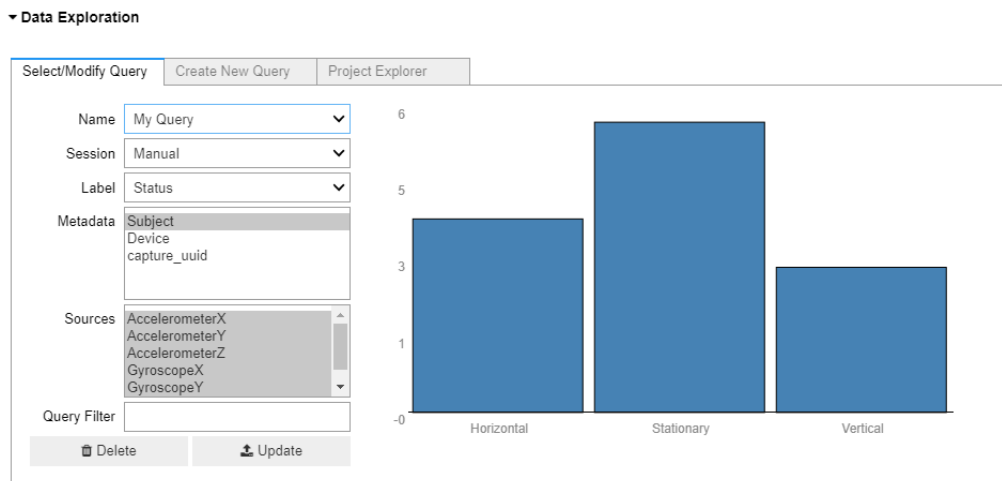 Data Exploration
Select/Modify Query
Create New Query
Project Explorer
Name
My Query
Session
Manual
Label
Status
Metadata
Subject
Device
capture_uuid
Sources
AccelerometerX
AccelerometerY
AccelerometerZ
GyroscopeX
GyroscopeY
Query Filter
Delete
Update
6
5
3
1
-0
Horizontal
Stationary
Vertical